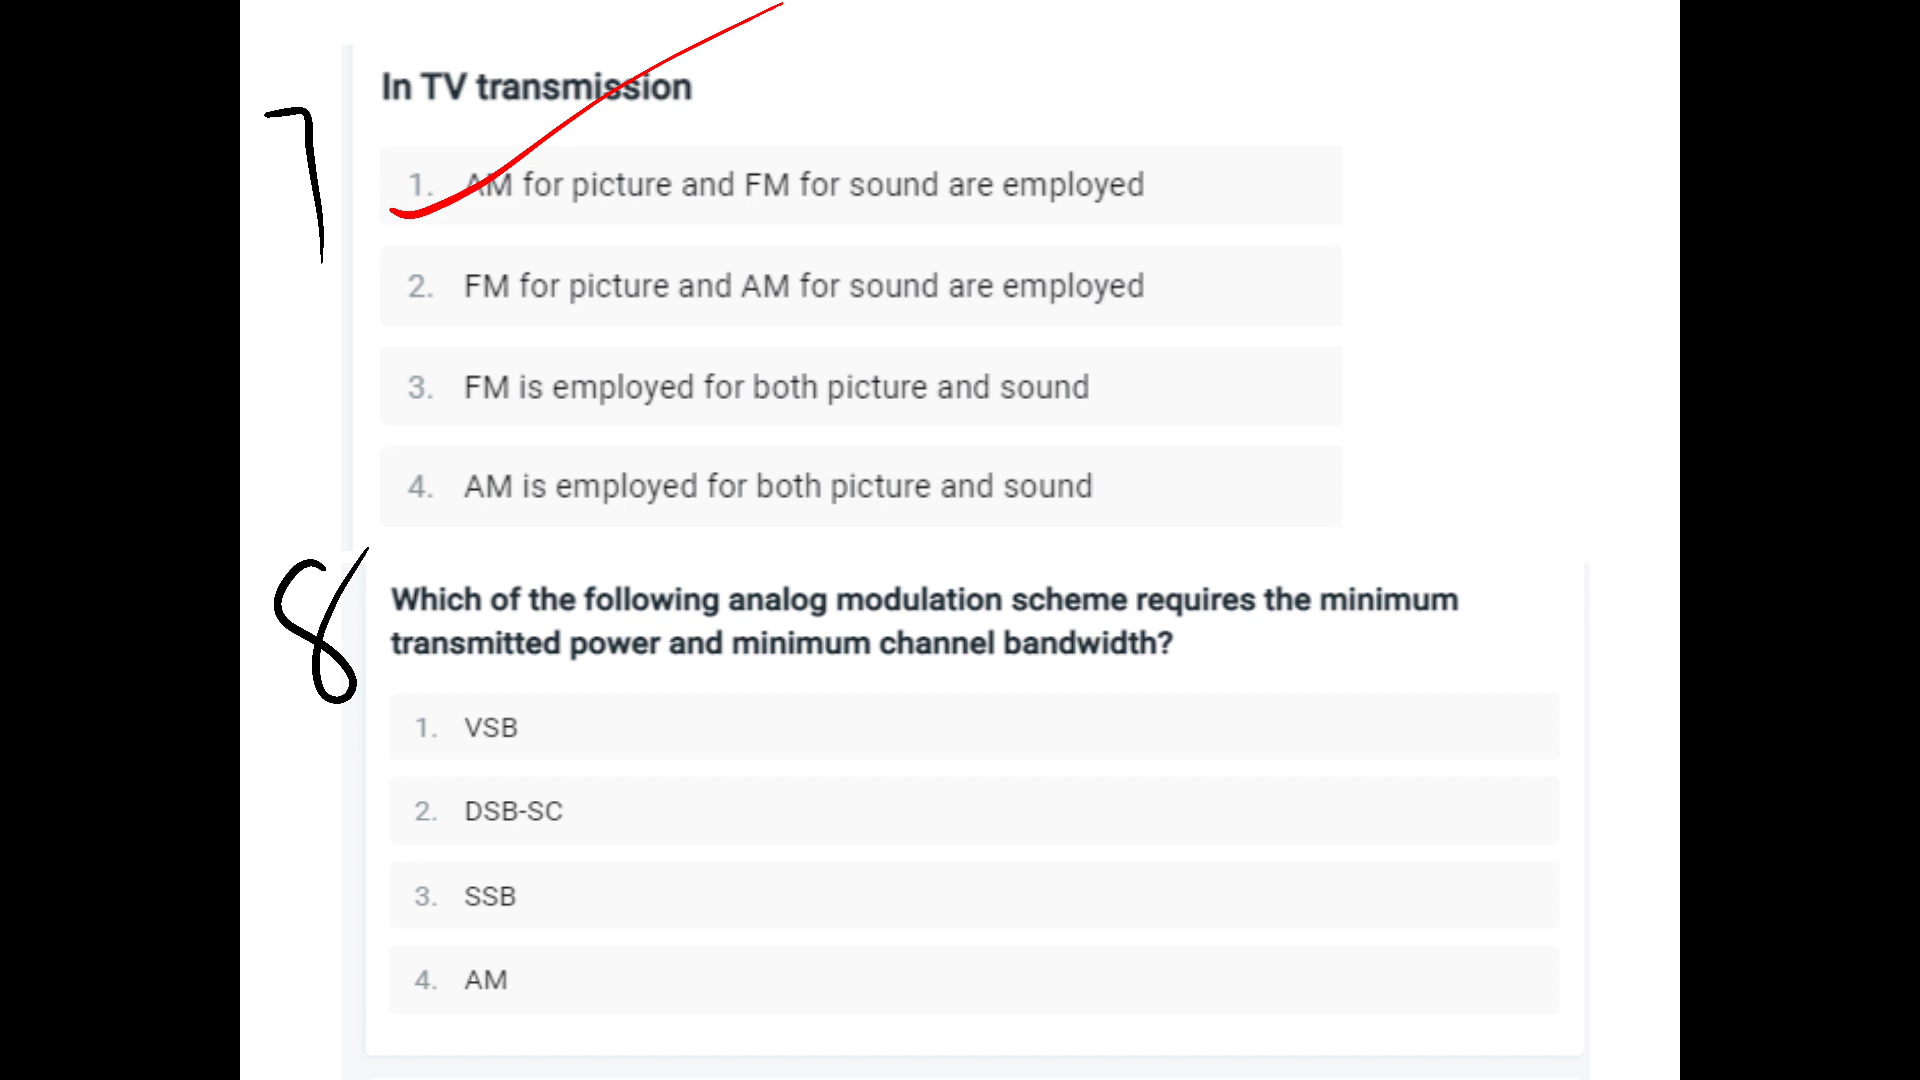 7
In TV transmission
1. AM for picture and FM for sound are employed
2. FM for picture and AM for sound are employed
3. FM is employed for both picture and sound
4. AM is employed for both picture and sound
8
Which of the following analog modulation scheme requires the minimum
transmitted power and minimum channel bandwidth?
1. VSB
2. DSB-SC
3. SSB
4. AM